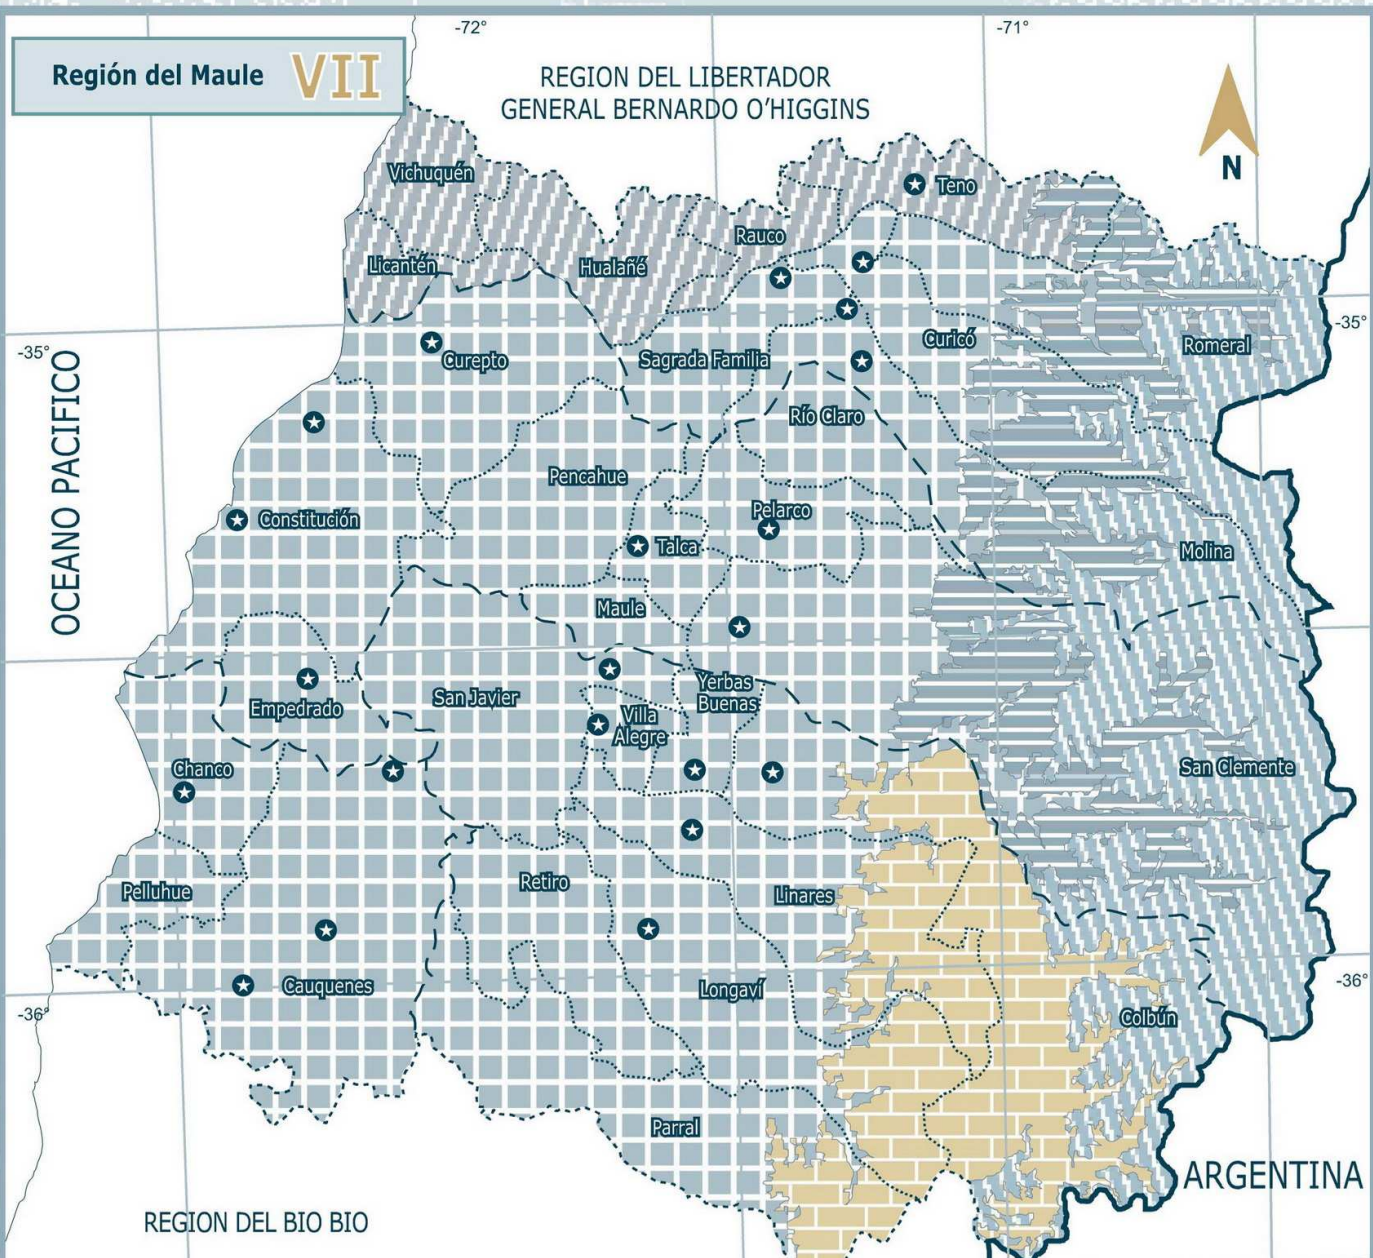 -72°
-71°
Región del Maule VII
REGION DEL LIBERTADOR
GENERAL BERNARDO O'HIGGINS
N
Vichuquén
Teno
Rauco
Licantén
Hualañé
-35°
-35°
Curicó
Romeral
Curepto
Sagrada Familia
Río Claro
OCEANO PACIFICO
Pencahue
Pelarco
Constitución
Talca
Molina
Maule
Yerbas
Buenas
San Javier
Empedrado
Villa
Alegre
Chanco
San Clemente
Retiro
Pelluhue
Linares
Cauquenes
Longaví
-36°
-36°
Colbún
Parral
ARGENTINA
REGION DEL BIO BIO